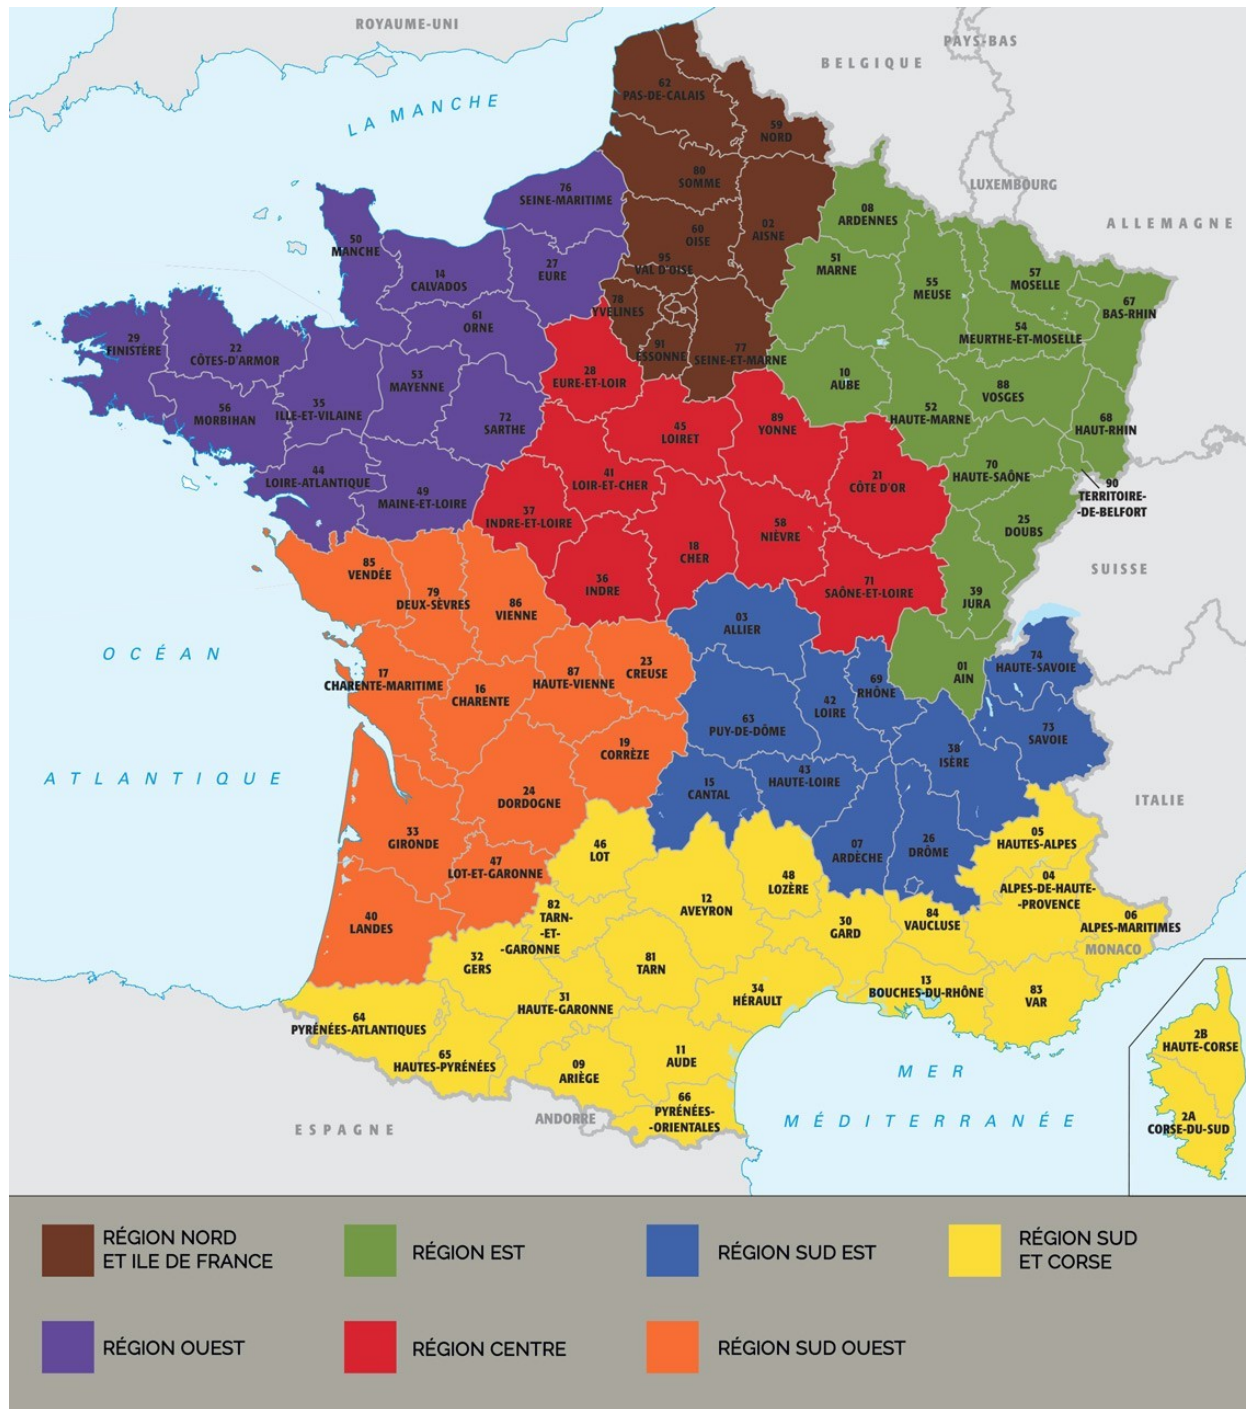 ROYAUME-UNI
PAYS-BAS
BELGIQUE
LA MANCHE
LUXEMBOURG
ALLEMAGNE
62
PAS-DE-CALAIS
59
NORD
80
SOMME
76
SEINE-MARITIME
60
OISE
02
AISNE
08
ARDENNES
50
MANCHE
14
CALVADOS
27
EURE
95
VAL D'OISE
51
MARNE
55
MEUSE
57
MOSELLE
67
BAS-RHIN
78
YVELINES
61
ORNE
54
MEURTHE-ET-MOSELLE
29
FINISTÉRE
22
CÔTES-D'ARMOR
91
ESSONNE
77
SEINE-ET-MARNE
28
EURE-ET-LOIR
53
MAYENNE
10
AUBE
88
VOSGES
56
MORBIHAN
35
ILLE-ET-VILAINE
72
SARTHE
45
LOIRET
89
YONNE
52
HAUTE-MARNE
68
HAUT-RHIN
44
LOIRE-ATLANTIQUE
49
MAINE-ET-LOIRE
41
LOIR-ET-CHER
21
CÔTE D'OR
70
HAUTE-SAÔNE
90
TERRITOIRE-
-DE-BELFORT
37
INDRE-ET-LOIRE
58
NIÈVRE
25
DOUBS
18
CHER
SUISSE
85
VENDÉE
79
DEUX-SÈVRES
86
VIENNE
36
INDRE
71
SAÔNE-ET-LOIRE
39
JURA
03
ALLIER
OCÉAN
74
HAUTE-SAVOIE
17
CHARENTE-MARITIME
16
CHARENTE
87
HAUTE-VIENNE
23
CREUSE
42
LOIRE
69
RHÔNE
01
AIN
63
PUY-DE-DÔME
73
SAVOIE
19
CORRÈZE
38
ISÈRE
ATLANTIQUE
15
CANTAL
43
HAUTE-LOIRE
24
DORDOGNE
ITALIE
33
GIRONDE
46
LOT
07
ARDÈCHE
26
DRÔME
05
HAUTES-ALPES
47
LOT-ET-GARONNE
48
LOZÈRE
04
ALPES-DE-HAUTE-
-PROVENCE
40
LANDES
82
TARN-
-ET-
-GARONNE
12
AVEYRON
30
GARD
84
VAUCLUSE
06
ALPES-MARITIMES
MONACO
32
GERS
81
TARN
34
HÉRAULT
13
BOUCHES-DU-RHÔNE
83
VAR
31
HAUTE-GARONNE
64
PYRÉNÉES-ATLANTIQUES
65
HAUTES-PYRÉNÉES
09
ARIÈGE
11
AUDE
2B
HAUTE-CORSE
MER
MÉDITERRANÉE
66
PYRÉNÉES-
-ORIENTALES
ANDORRE
ESPAGNE
2A
CORSE-DU-SUD
RÉGION NORD
ET ILE DE FRANCE
RÉGION EST
RÉGION SUD EST
RÉGION SUD
ET CORSE
RÉGION OUEST
RÉGION CENTRE
RÉGION SUD OUEST